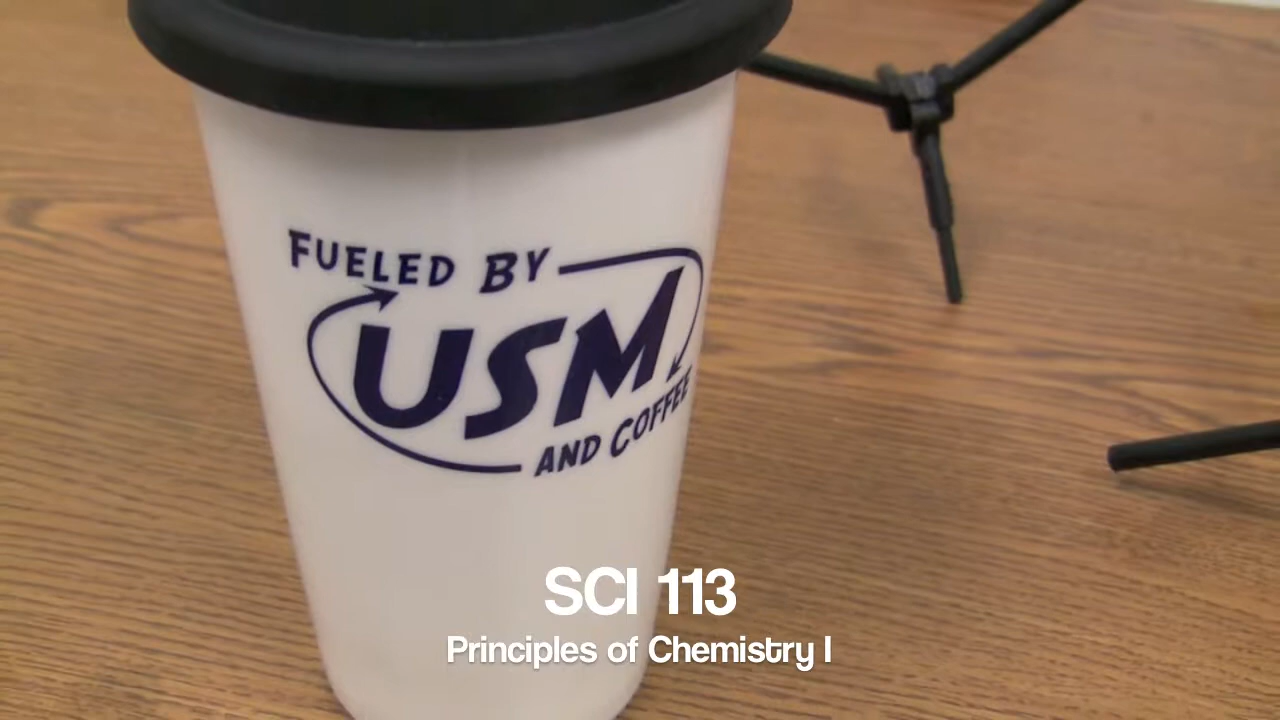 FUELED BY
USM
AND COFFEE
SCI 113
Principles of Chemistry I